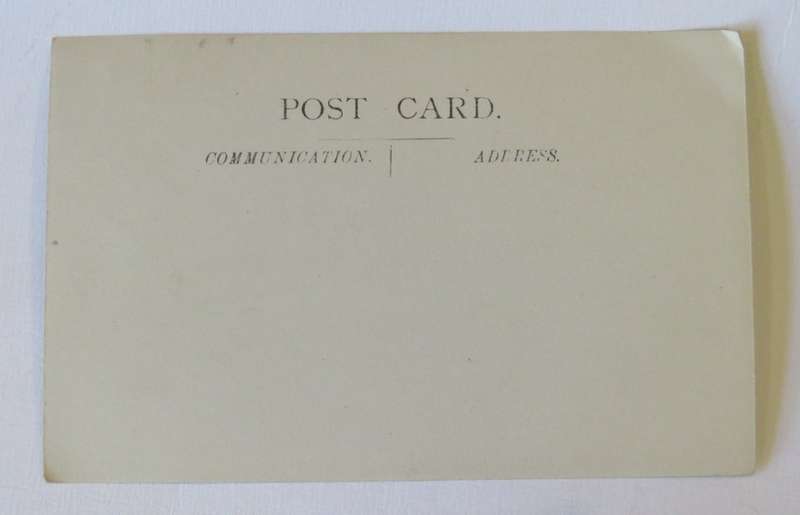 POST CARD.
COMMUNICATION.
ADDRESS.